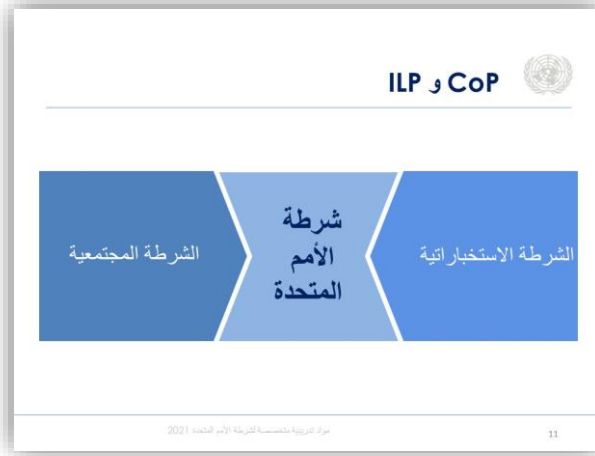 CoP و ILP
الشرطة الاستخباراتية
شرطة
الأمم
المتحدة
الشرطة المجتمعية
مواد تدريبية متخصصة لشرطة الأمم المتحدة 2021
11